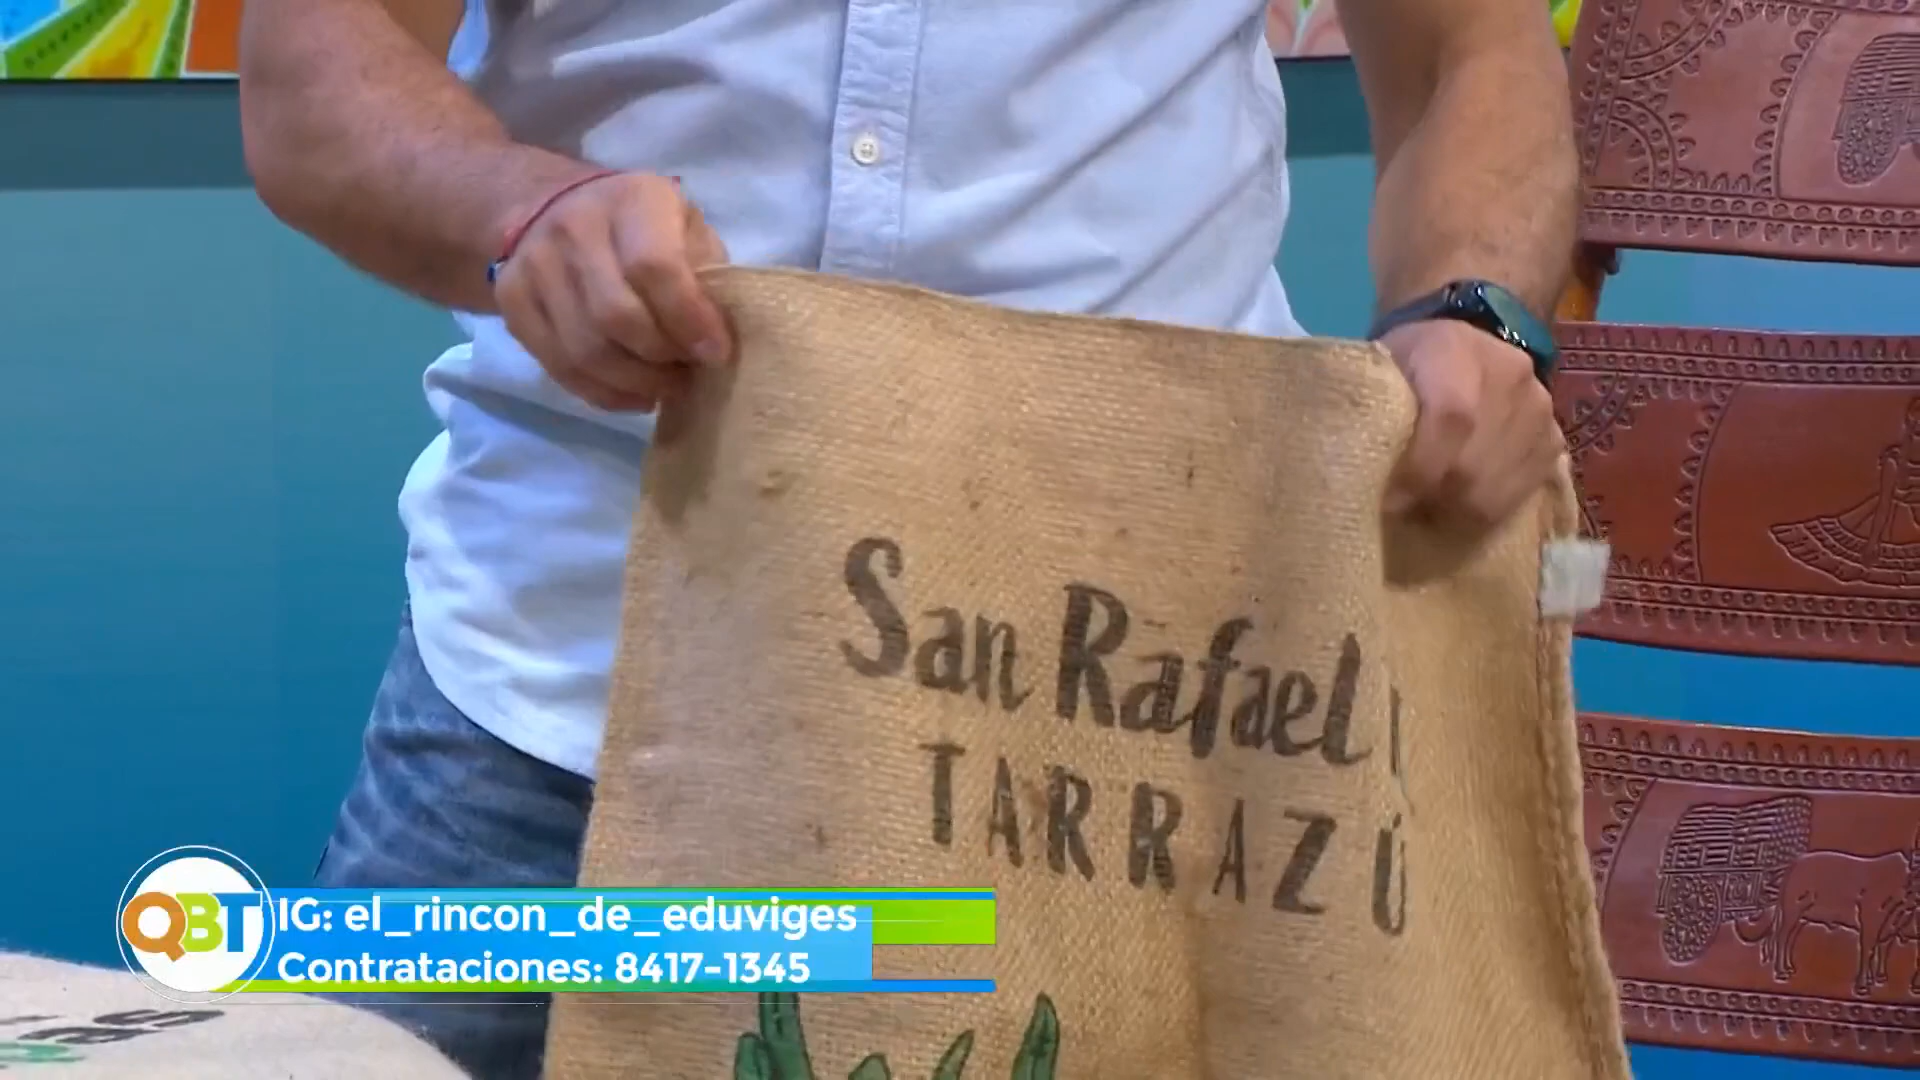 San Rafael
TARRAZÚ
QBT
IG: el_rincon_de_eduviges
Contrataciones: 8417-1345